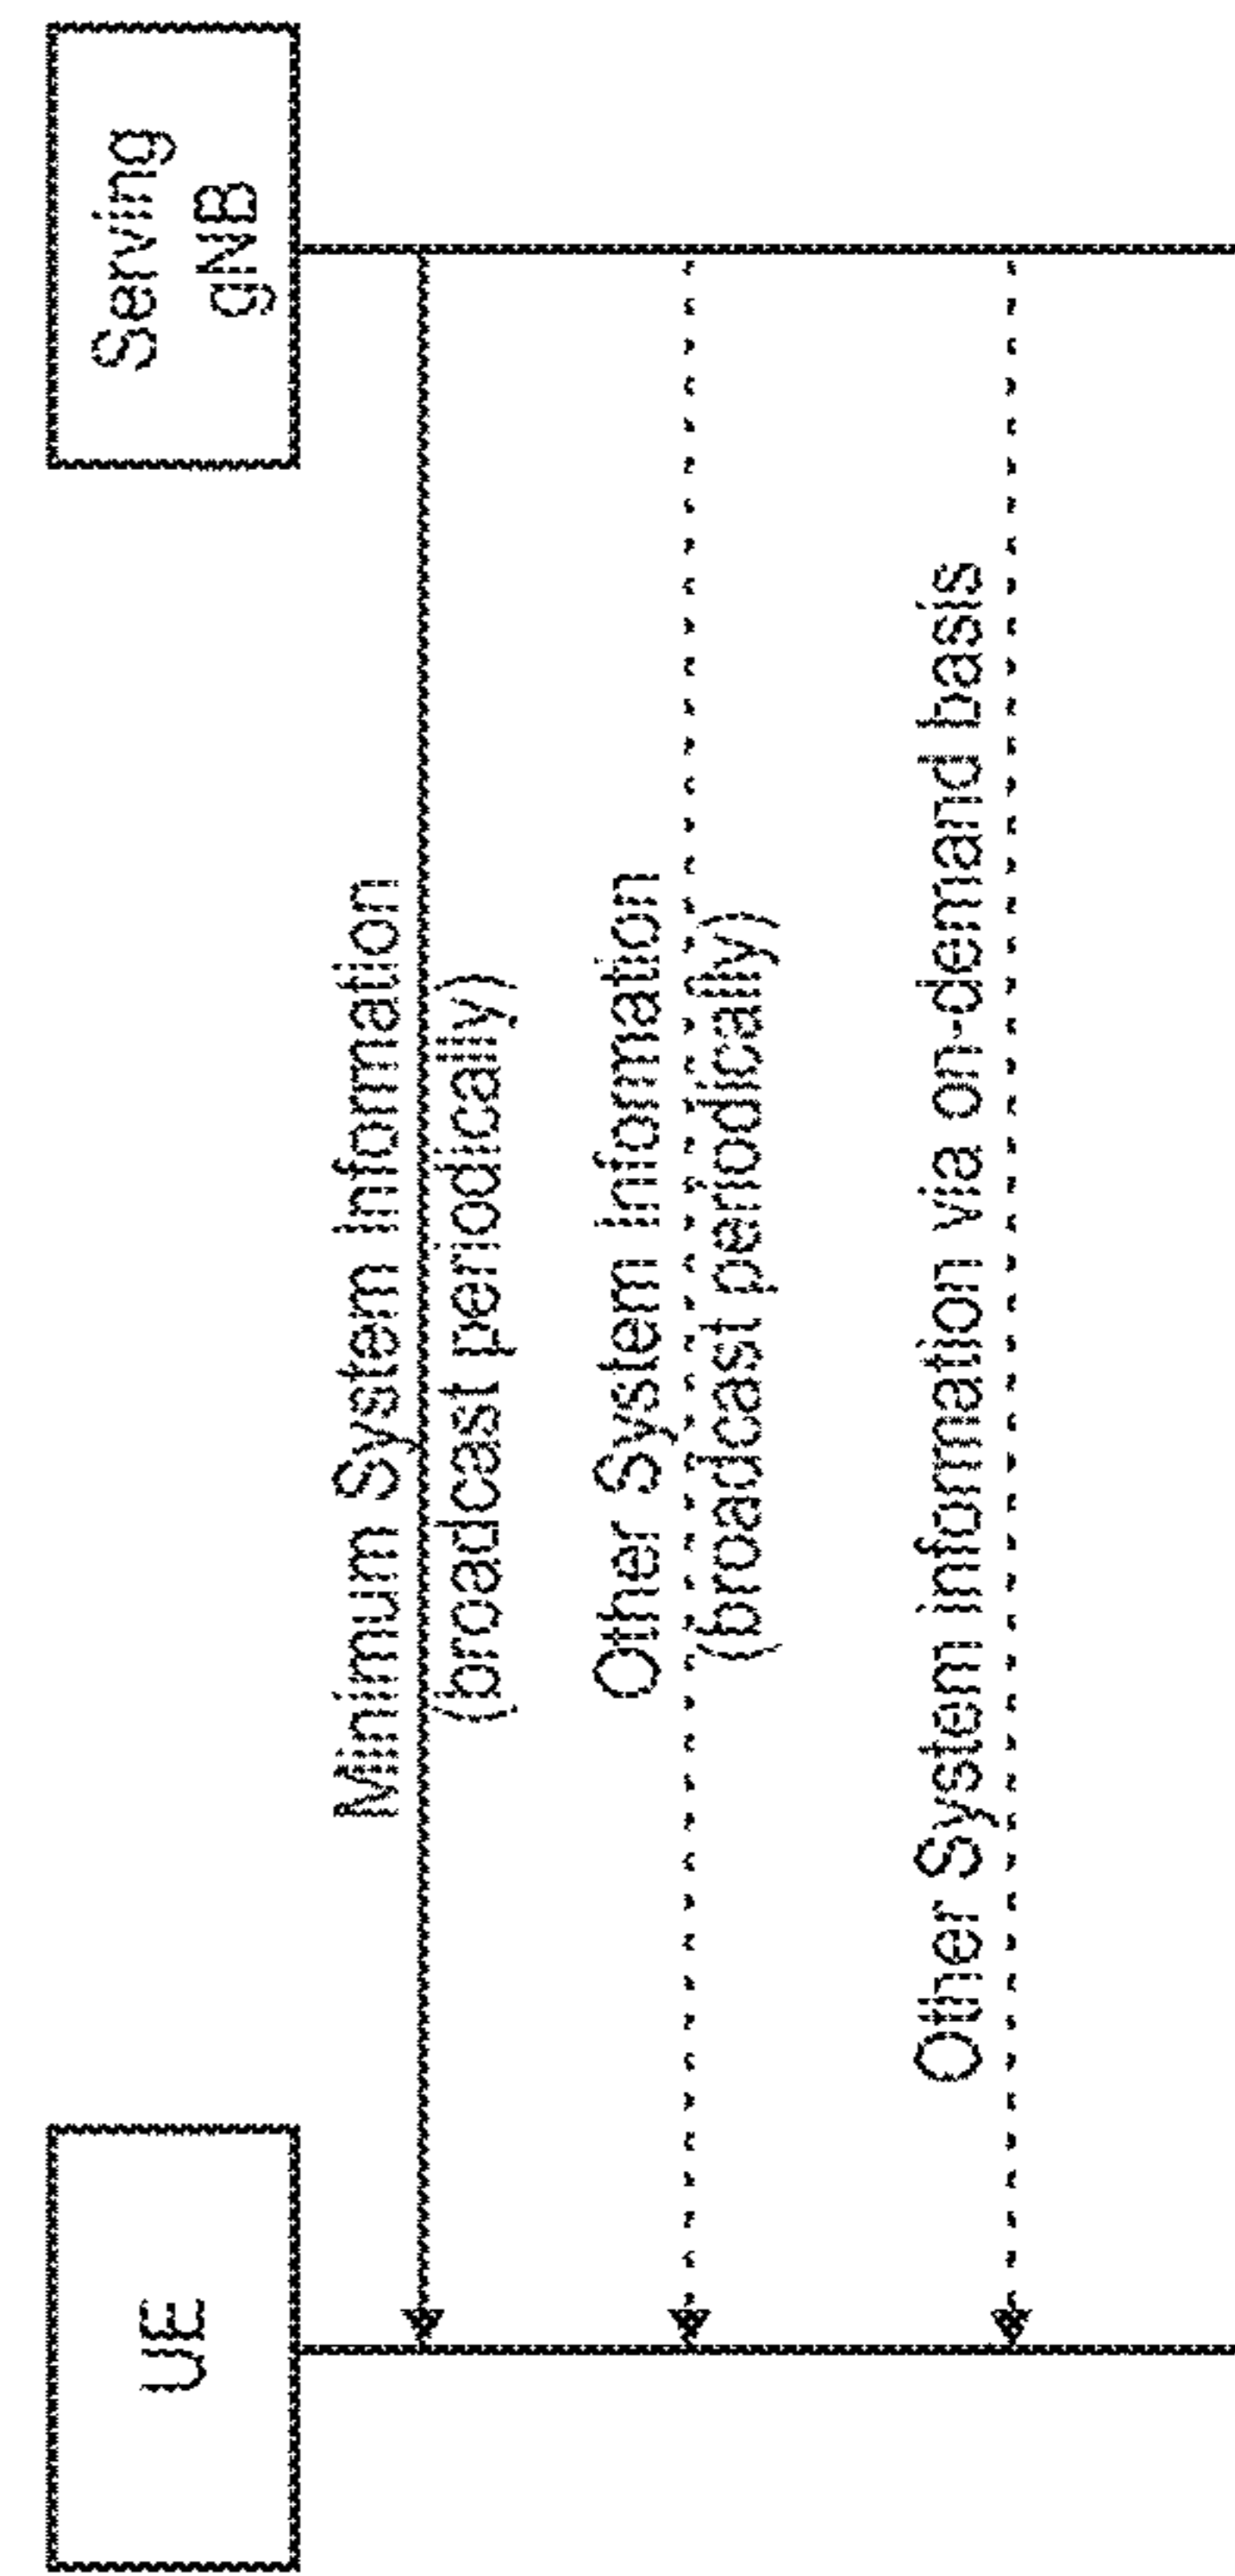 UE
Serving
gNB
Minimum System Information
(broadcast periodically)
Other System Information
(broadcast periodically)
Other System information via on-demand basis